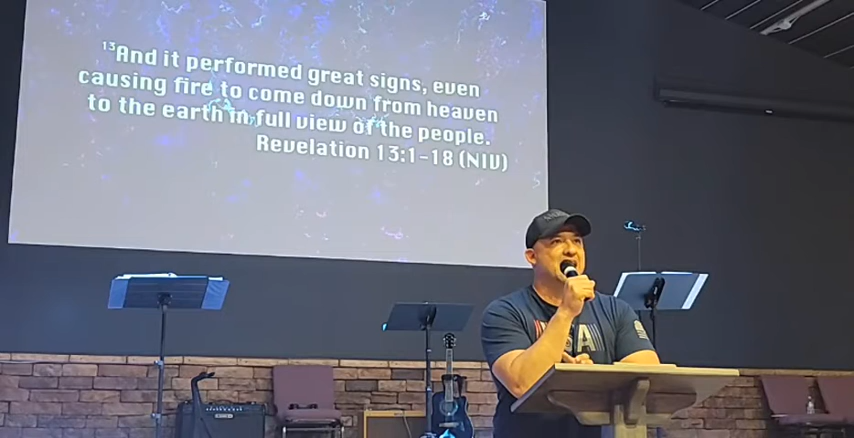 ¹³And it performed great signs, even
causing fire to come down from heaven
to the earth in full view of the people.
Revelation 13:1-18 (NIV)